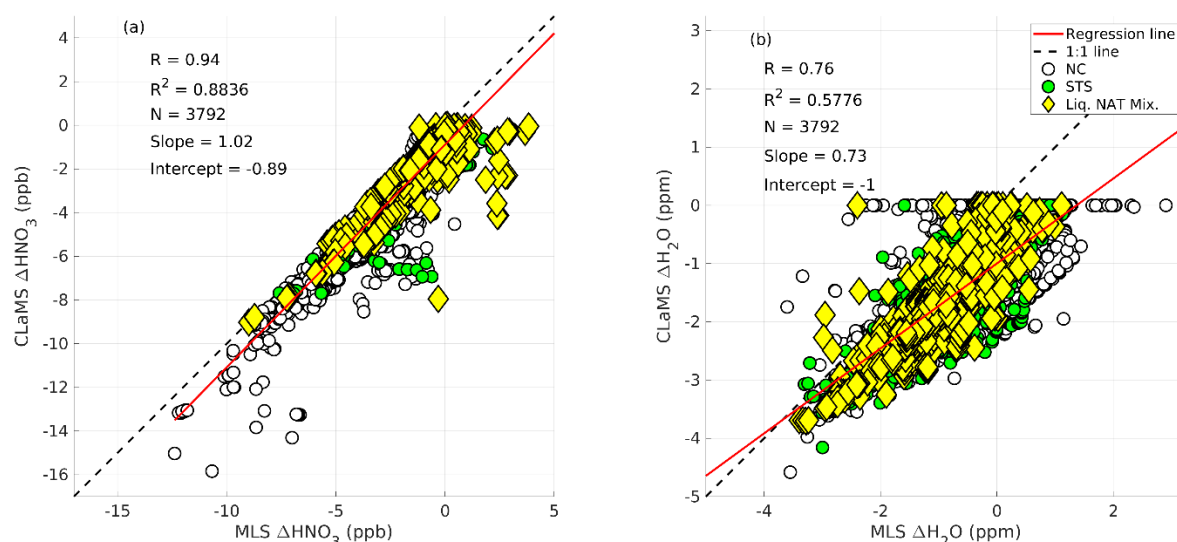 (a)
R = 0.94
R² = 0.8836
N = 3792
Slope = 1.02
Intercept = -0.89
4
2
0
-2
-4
-6
-8
-10
-12
-14
-16
CLaMS ΔHNO₃ (ppb)
-15
-10
-5
0
5
MLS ΔHNO₃ (ppb)
(b)
R = 0.76
R² = 0.5776
N = 3792
Slope = 0.73
Intercept = -1
Regression line
1:1 line
NC
STS
Liq. NAT Mix.
3
2
1
0
-1
-2
-3
-4
-5
CLaMS ΔH₂O (ppm)
-4
-2
0
2
MLS ΔH₂O (ppm)